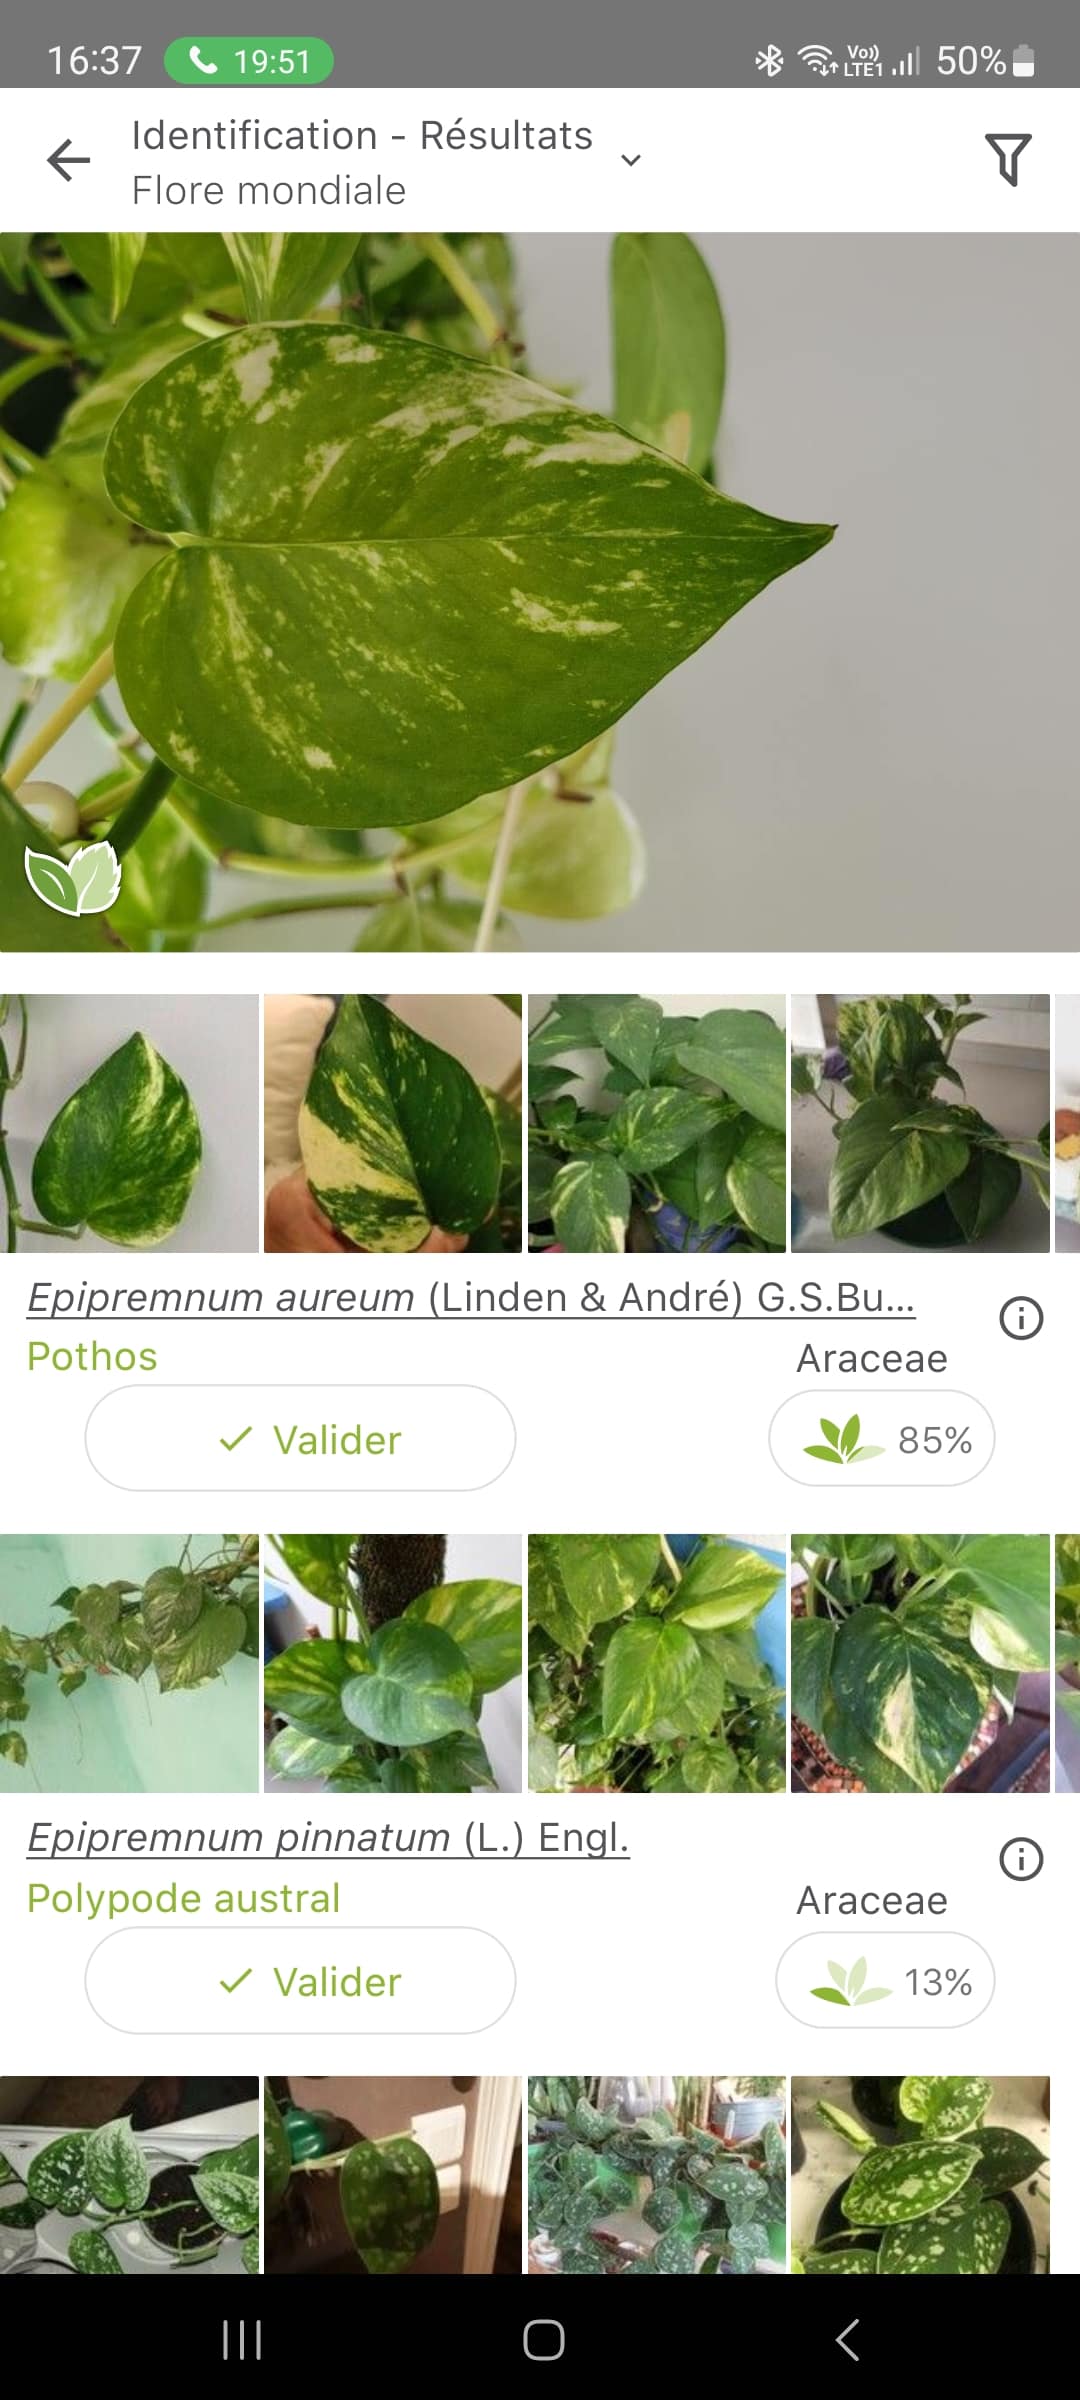 16:37 19:51 Vo)) LTE1 50%
Identification - Résultats
Flore mondiale
Epipremnum aureum (Linden & André) G.S.Bu...
Pothos
Araceae
Valider
85%
Epipremnum pinnatum (L.) Engl.
Polypode austral
Araceae
Valider
13%